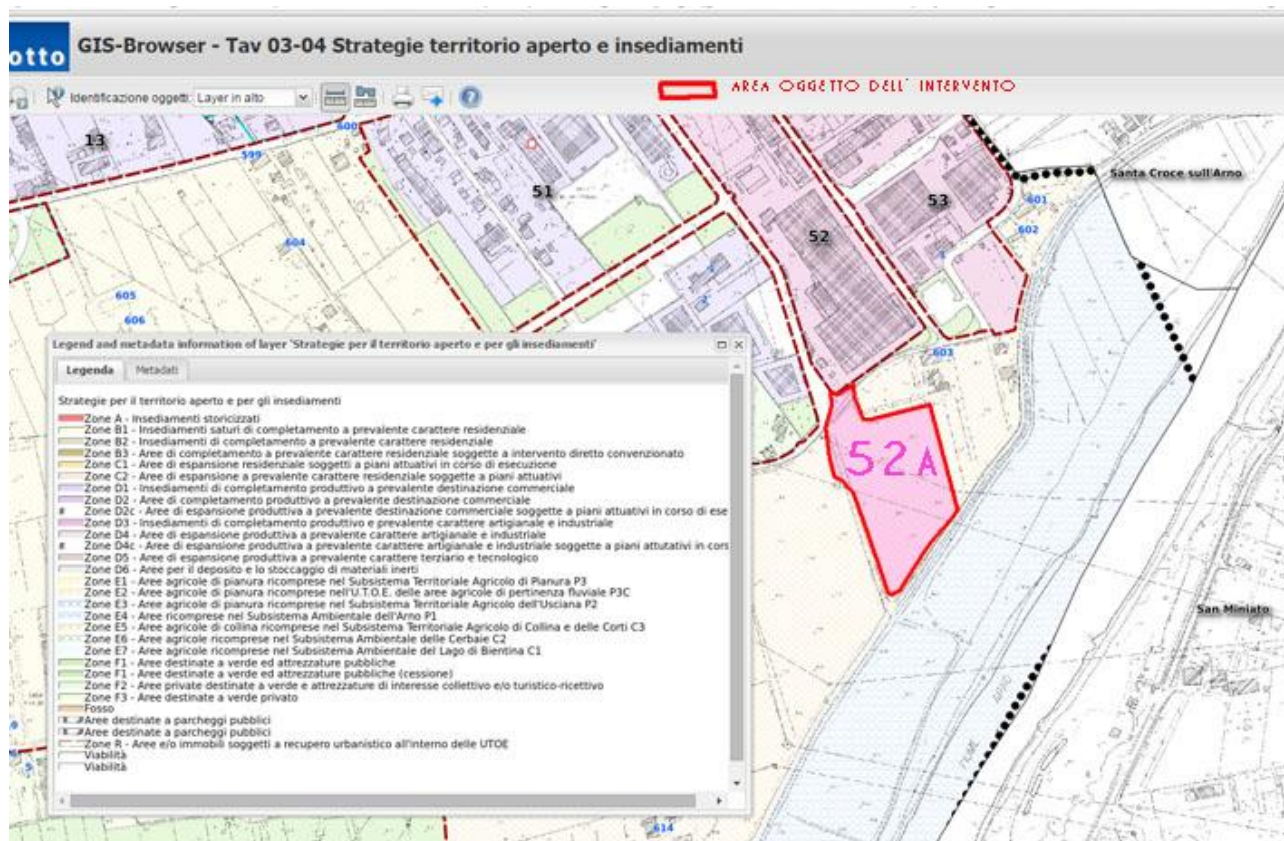 otto
GIS-Browser - Tav 03-04 Strategie territorio aperto e insediamenti
Identificazione oggetti: Layer in alto
AREA OGGETTO DELL' INTERVENTO
13
600
599
51
53
Santa Croce sull'Arno
601
602
604
52
605
606
603
52A
San Miniato
614
Legend and metadata information of layer 'Strategie per il territorio aperto e per gli insediamenti'
Legenda Metadati
Strategie per il territorio aperto e per gli insediamenti
Zone A - Insediamenti storicizzati
Zone B1 - Insediamenti saturi di completamento a prevalente carattere residenziale
Zone B2 - Insediamenti di completamento a prevalente carattere residenziale
Zone B3 - Aree di completamento a prevalente carattere residenziale soggette a intervento diretto convenzionato
Zone C1 - Aree di espansione residenziale soggetti a piani attuativi in corso di esecuzione
Zone C2 - Aree di espansione a prevalente carattere residenziale soggette a piani attuativi
Zone D1 - Insediamenti di completamento produttivo a prevalente destinazione commerciale
Zone D2 - Aree di completamento produttivo a prevalente destinazione commerciale
Zone D2c - Aree di espansione produttiva a prevalente destinazione commerciale soggette a piani attuativi in corso di ese
Zone D3 - Insediamenti di completamento produttivo e prevalente carattere artigianale e industriale
Zone D4 - Aree di espansione produttiva a prevalente carattere artigianale e industriale
Zone D4c - Aree di espansione produttiva a prevalente carattere artigianale e industriale soggette a piani attutativi in cors
Zone D5 - Aree di espansione produttiva a prevalente carattere terziario e tecnologico
Zone D6 - Aree per il deposito e lo stoccaggio di materiali inerti
Zone E1 - Aree agricole di pianura ricomprese nel Subsistema Territoriale Agricolo di Pianura P3
Zone E2 - Aree agricole di pianura ricomprese nell'U.T.O.E. delle aree agricole di pertinenza fluviale P3C
Zone E3 - Aree agricole di pianura ricomprese nel Subsistema Territoriale Agricolo dell'Usciana P2
Zone E4 - Aree ricomprese nel Subsistema Ambientale dell'Arno P1
Zone E5 - Aree agricole di collina ricomprese nel Subsistema Territoriale Agricolo di Collina e delle Corti C3
Zone E6 - Aree agricole ricomprese nel Subsistema Ambientale delle Cerbaie C2
Zone E7 - Aree agricole ricomprese nel Subsistema Ambientale del Lago di Bientina C1
Zone F1 - Aree destinate a verde ed attrezzature pubbliche
Zone F1 - Aree destinate a verde ed attrezzature pubbliche (cessione)
Zone F2 - Aree private destinate a verde e attrezzature di interesse collettivo e/o turistico-ricettivo
Zone F3 - Aree destinate a verde privato
Fosso
Aree destinate a parcheggi pubblici
Aree destinate a parcheggi pubblici
Zone R - Aree e/o immobili soggetti a recupero urbanistico all'interno delle UTOE
Viabilità
Viabilità